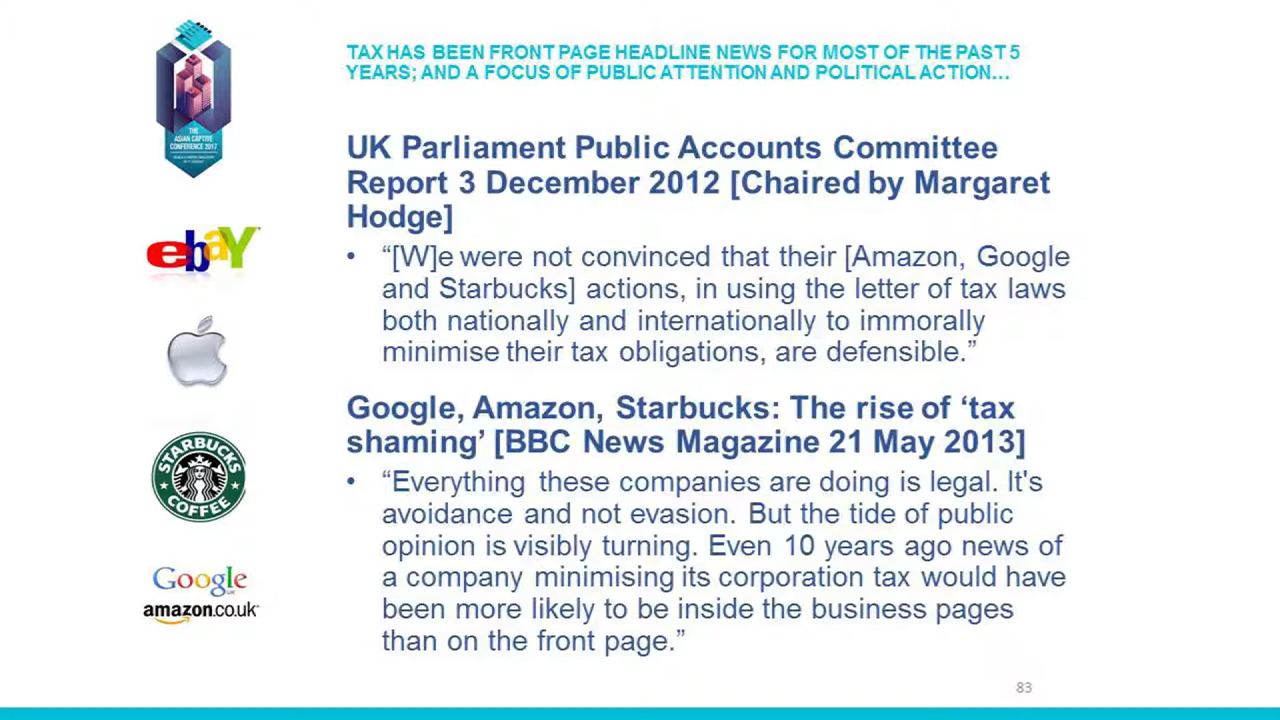 TAX HAS BEEN FRONT PAGE HEADLINE NEWS FOR MOST OF THE PAST 5
YEARS; AND A FOCUS OF PUBLIC ATTENTION AND POLITICAL ACTION...
THE
ASIAN CAPTIVE
CONFERENCE 2017
UK Parliament Public Accounts Committee
Report 3 December 2012 [Chaired by Margaret
Hodge]
• “[W]e were not convinced that their [Amazon, Google
and Starbucks] actions, in using the letter of tax laws
both nationally and internationally to immorally
minimise their tax obligations, are defensible.”
Google, Amazon, Starbucks: The rise of ‘tax
shaming’ [BBC News Magazine 21 May 2013]
• “Everything these companies are doing is legal. It's
avoidance and not evasion. But the tide of public
opinion is visibly turning. Even 10 years ago news of
a company minimising its corporation tax would have
been more likely to be inside the business pages
than on the front page.”
ebay
STARBUCKS
COFFEE
Google
UK
amazon.co.uk
83